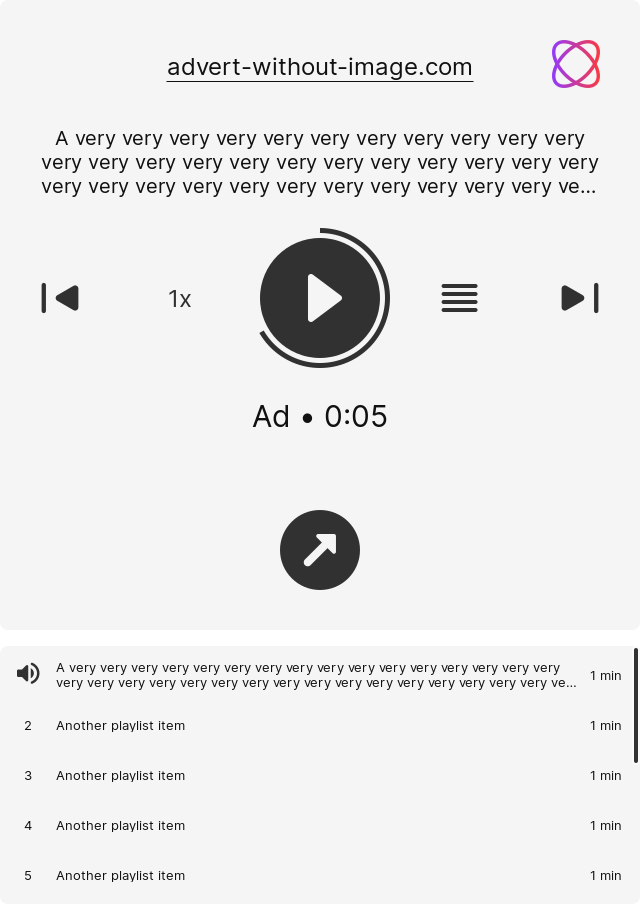 advert-without-image.com
A very very very very very very very very very very very
very very very very very very very very very very very very
very very very very very very very very very very very ve...
1x
Ad • 0:05
A very very very very very very very very very very very very very very very very
very very very very very very very very very very very very very very very very ve...
1 min
2 Another playlist item 1 min
3 Another playlist item 1 min
4 Another playlist item 1 min
5 Another playlist item 1 min